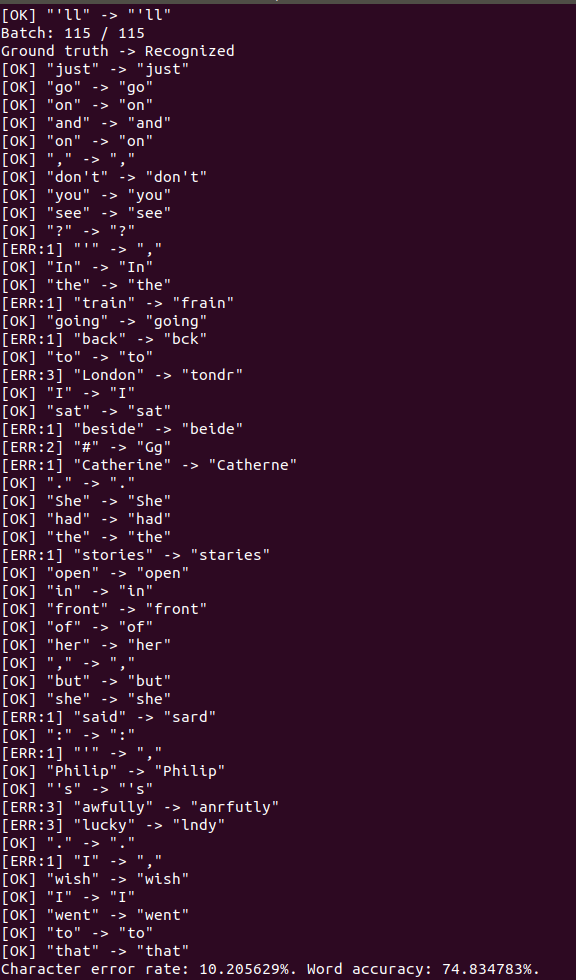 [OK] "'ll" -> "'ll"
Batch: 115 / 115
Ground truth -> Recognized
[OK] "just" -> "just"
[OK] "go" -> "go"
[OK] "on" -> "on"
[OK] "and" -> "and"
[OK] "on" -> "on"
[OK] "," -> ","
[OK] "don't" -> "don't"
[OK] "you" -> "you"
[OK] "see" -> "see"
[OK] "?" -> "?"
[ERR:1] "'" -> ","
[OK] "In" -> "In"
[OK] "the" -> "the"
[ERR:1] "train" -> "frain"
[OK] "going" -> "going"
[ERR:1] "back" -> "bck"
[OK] "to" -> "to"
[ERR:3] "London" -> "tondr"
[OK] "I" -> "I"
[OK] "sat" -> "sat"
[ERR:1] "beside" -> "beide"
[ERR:2] "#" -> "Gg"
[ERR:1] "Catherine" -> "Catherne"
[OK] "." -> "."
[OK] "She" -> "She"
[OK] "had" -> "had"
[OK] "the" -> "the"
[ERR:1] "stories" -> "staries"
[OK] "open" -> "open"
[OK] "in" -> "in"
[OK] "front" -> "front"
[OK] "of" -> "of"
[OK] "her" -> "her"
[OK] "," -> ","
[OK] "but" -> "but"
[OK] "she" -> "she"
[ERR:1] "said" -> "sard"
[OK] ":" -> ":"
[ERR:1] "'" -> ","
[OK] "Philip" -> "Philip"
[OK] "'s" -> "'s"
[ERR:3] "awfully" -> "anrfutly"
[ERR:3] "lucky" -> "lndy"
[OK] "." -> "."
[ERR:1] "I" -> ","
[OK] "wish" -> "wish"
[OK] "I" -> "I"
[OK] "went" -> "went"
[OK] "to" -> "to"
[OK] "that" -> "that"
Character error rate: 10.205629%. Word accuracy: 74.834783%.